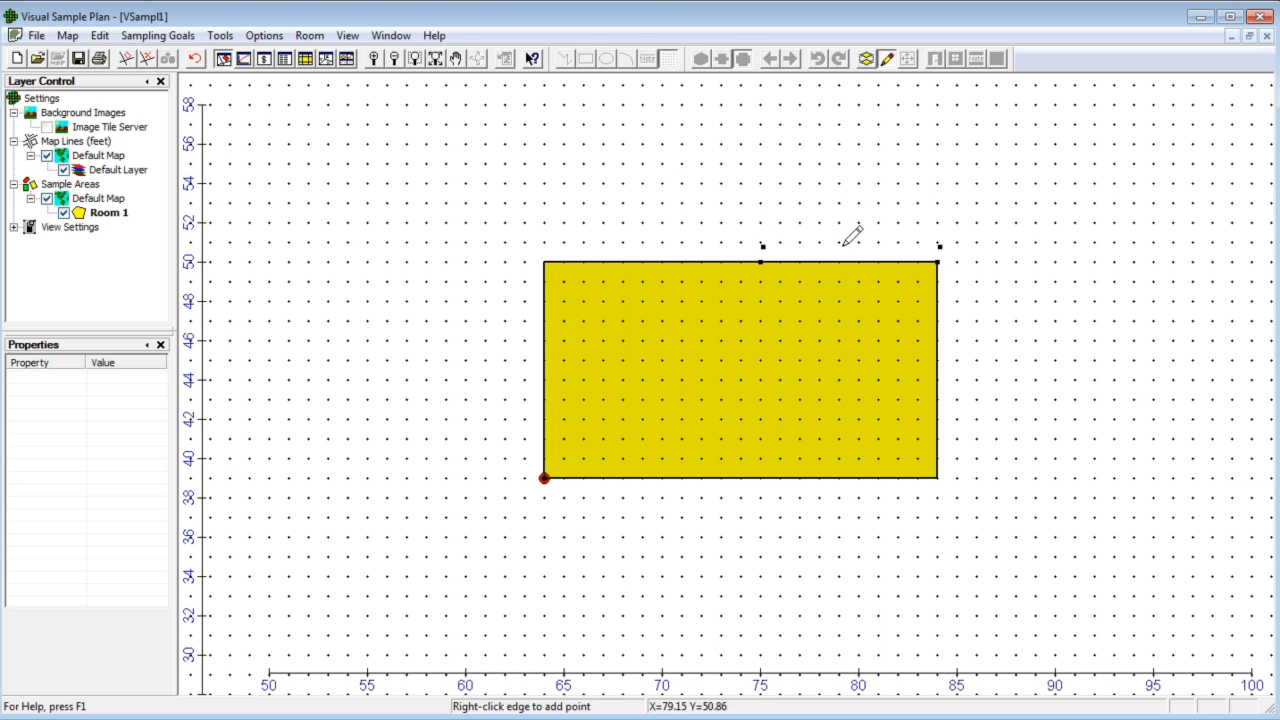 Visual Sample Plan - [VSampl1]
File Map Edit Sampling Goals Tools Options Room View Window Help
Layer Control
Settings
Background Images
Image Tile Server
Map Lines (feet)
Default Map
Default Layer
Sample Areas
Default Map
Room 1
View Settings
Properties
Property Value
58
56
54
52
50
48
46
44
42
40
38
36
34
32
30
50 55 60 65 70 75 80 85 90 95 100
For Help, press F1 Right-click edge to add point X=79.15 Y=50.86